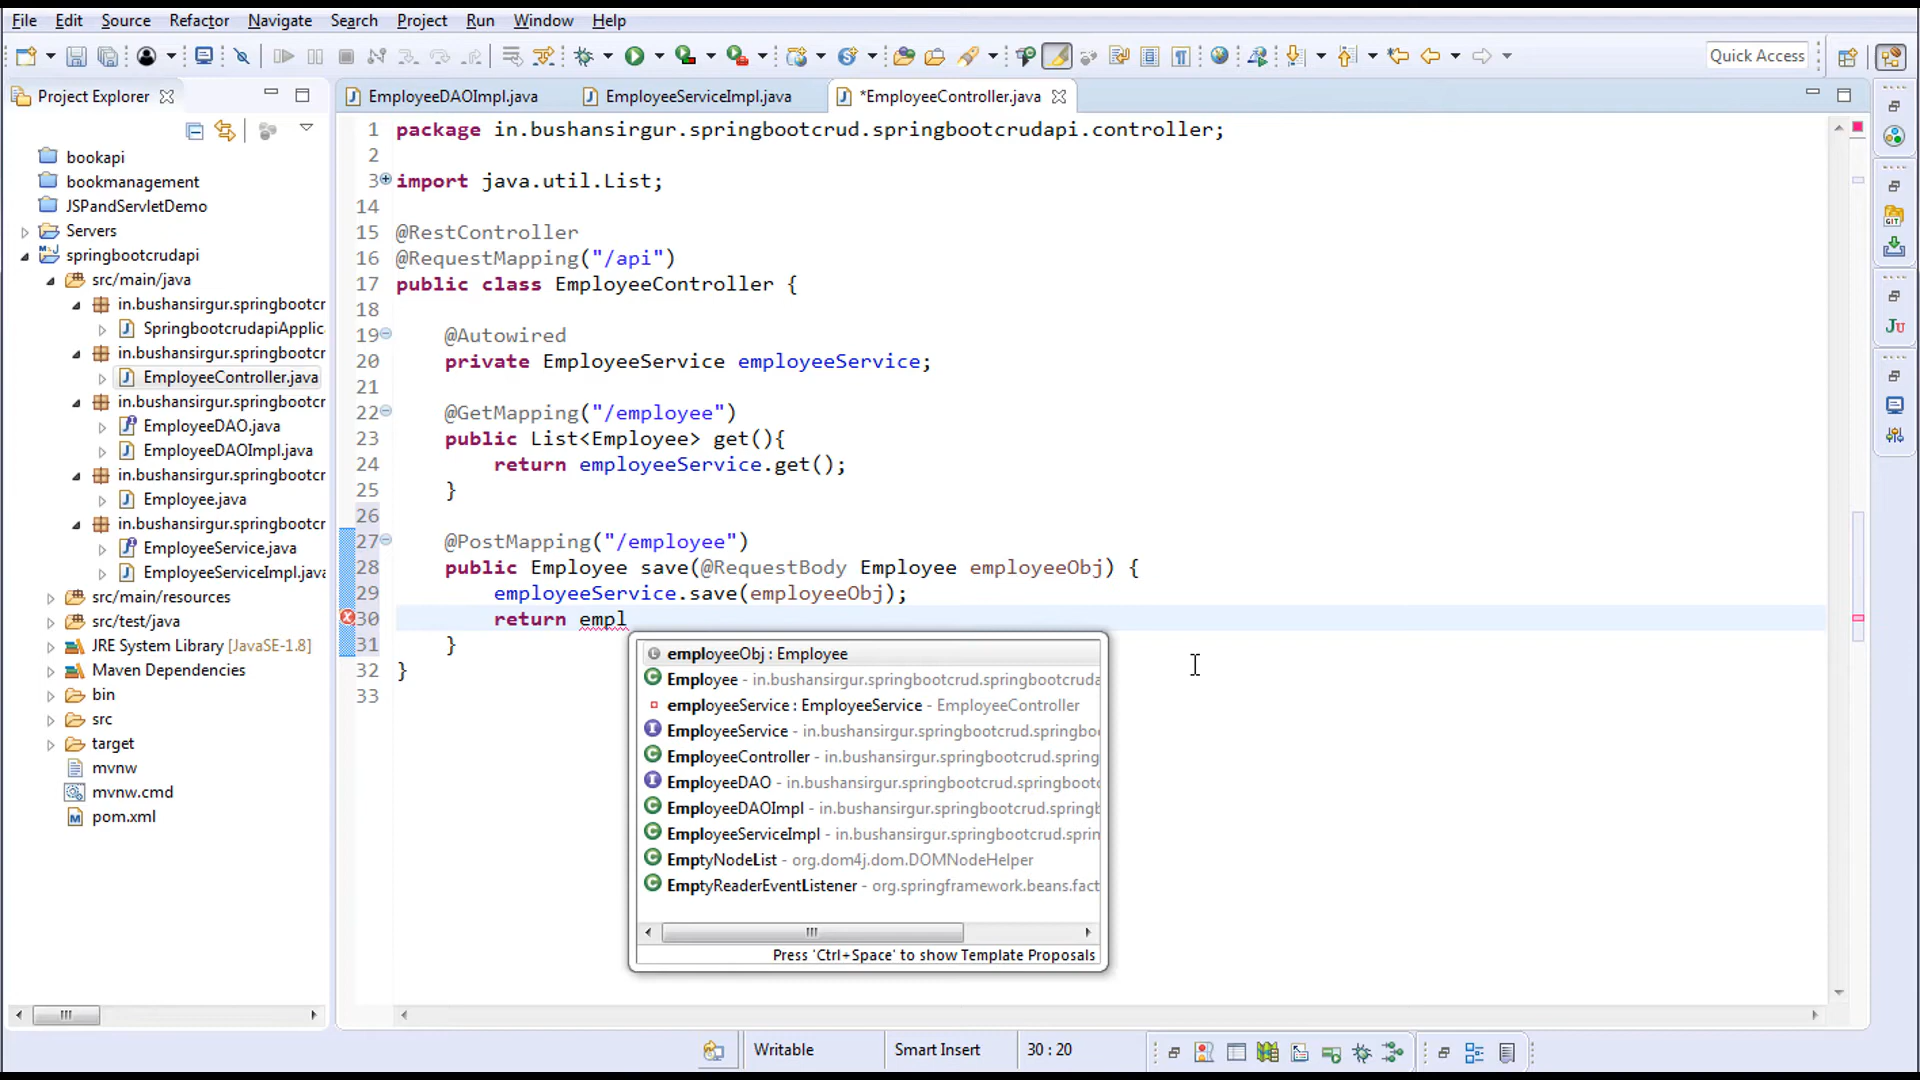 File Edit Source Refactor Navigate Search Project Run Window Help
Quick Access
Project Explorer
EmployeeDAOImpl.java
EmployeeServiceImpl.java
*EmployeeController.java
bookapi
bookmanagement
JSPandServletDemo
Servers
springbootcrudapi
src/main/java
in.bushansirgur.springbootcr
SpringbootcrudapiApplic
in.bushansirgur.springbootcr
EmployeeController.java
in.bushansirgur.springbootcr
EmployeeDAO.java
EmployeeDAOImpl.java
in.bushansirgur.springbootcr
Employee.java
in.bushansirgur.springbootcr
EmployeeService.java
EmployeeServiceImpl.java
src/main/resources
src/test/java
JRE System Library [JavaSE-1.8]
Maven Dependencies
bin
src
target
mvnw
mvnw.cmd
pom.xml
1 package in.bushansirgur.springbootcrud.springbootcrudapi.controller;
2
3 import java.util.List;
14
15 @RestController
16 @RequestMapping("/api")
17 public class EmployeeController {
18
19 @Autowired
20 private EmployeeService employeeService;
21
22 @GetMapping("/employee")
23 public List<Employee> get(){
24 return employeeService.get();
25 }
26
27 @PostMapping("/employee")
28 public Employee save(@RequestBody Employee employeeObj) {
29 employeeService.save(employeeObj);
30 return empl
31 }
32 }
33
employeeObj : Employee
Employee - in.bushansirgur.springbootcrud.springbootcruda
employeeService : EmployeeService - EmployeeController
EmployeeService - in.bushansirgur.springbootcrud.springbo
EmployeeController - in.bushansirgur.springbootcrud.spring
EmployeeDAO - in.bushansirgur.springbootcrud.springbootc
EmployeeDAOImpl - in.bushansirgur.springbootcrud.springb
EmployeeServiceImpl - in.bushansirgur.springbootcrud.sprin
EmptyNodeList - org.dom4j.dom.DOMNodeHelper
EmptyReaderEventListener - org.springframework.beans.fact
Press 'Ctrl+Space' to show Template Proposals
Writable
Smart Insert
30 : 20